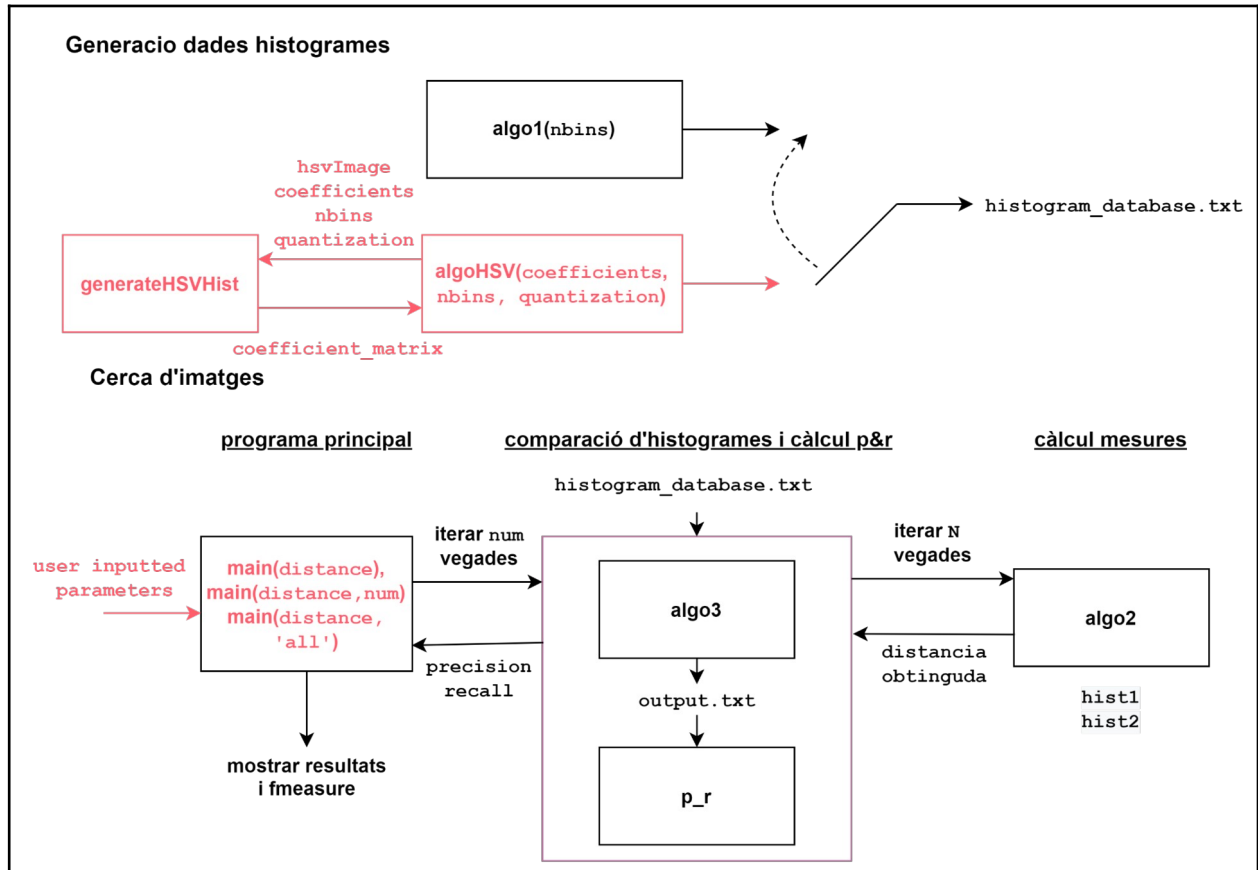 Generacio dades histogrames
algo1(nbins)
hsvImage
coefficients
nbins
quantization
histogram_database.txt
generateHSVHist
algoHSV(coefficients,
nbins, quantization)
coefficient_matrix
Cerca d'imatges
programa principal
comparació d'histogrames i càlcul p&r
càlcul mesures
histogram_database.txt
user inputted
parameters
main(distance),
main(distance,num)
main(distance,
'all')
iterar num
vegades
precision
recall
mostrar resultats
i fmeasure
algo3
output.txt
p_r
iterar N
vegades
distancia
obtinguda
algo2
hist1
hist2